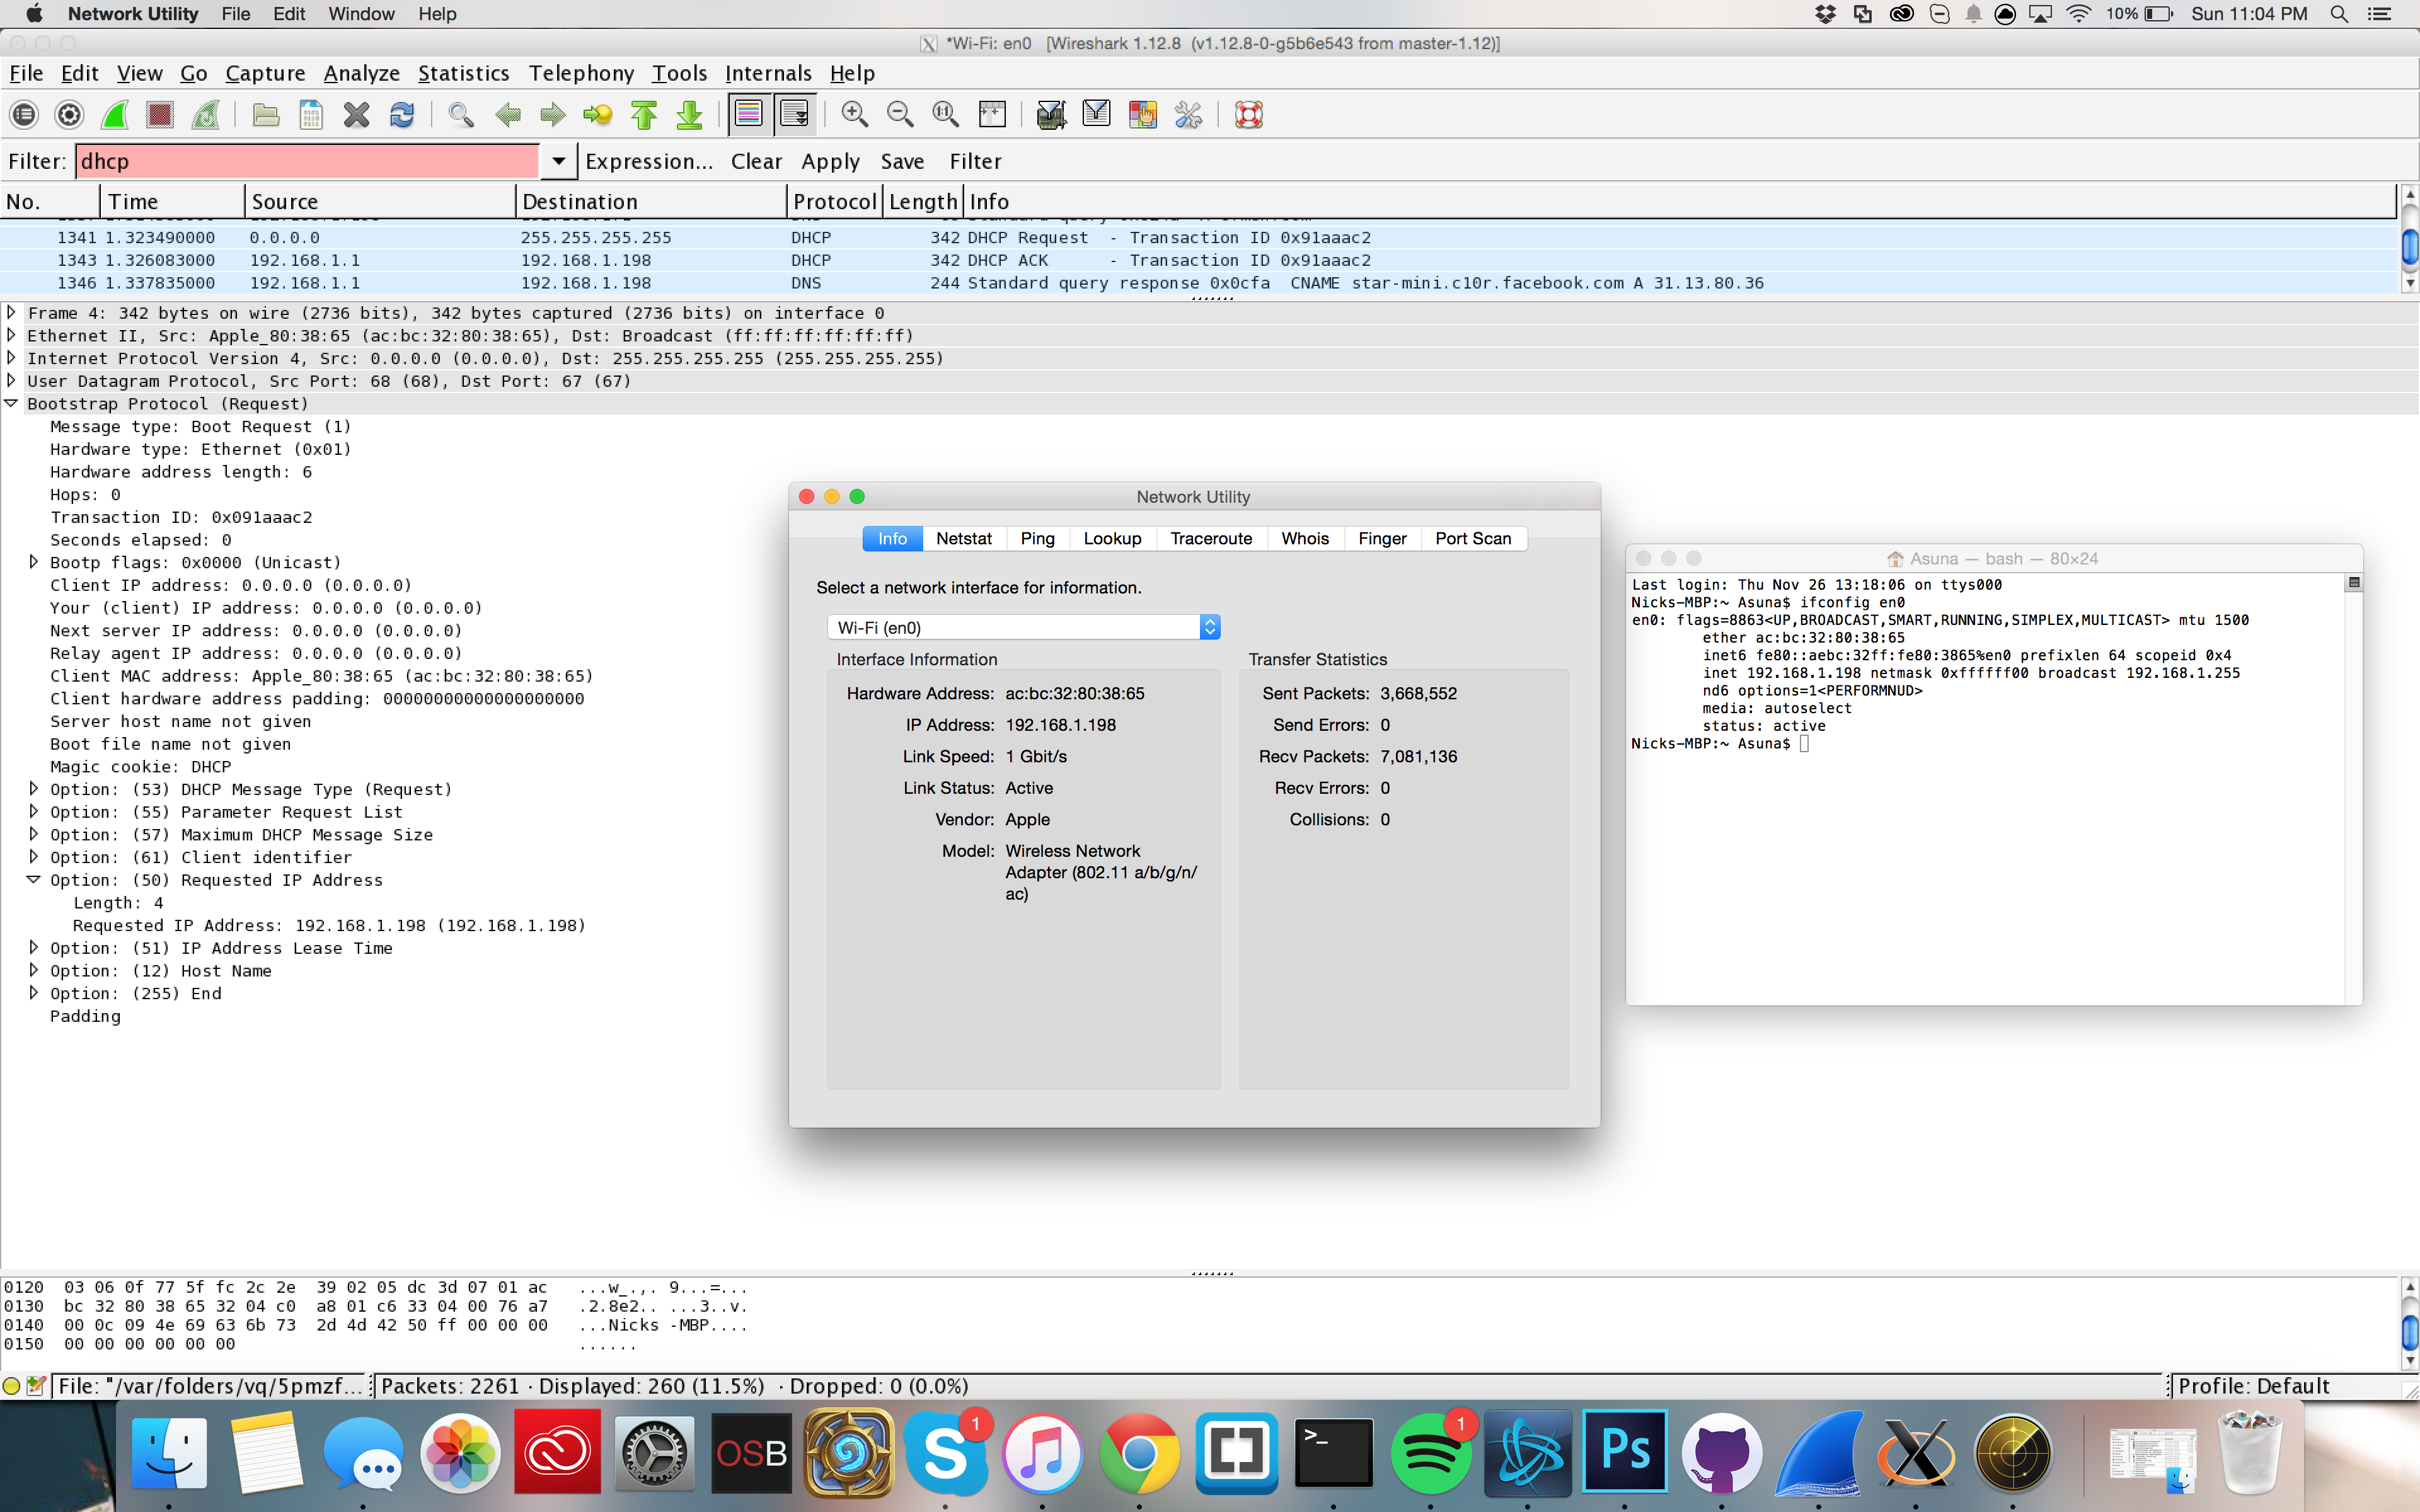 Network Utility File Edit Window Help 10% Sun 11:04 PM
*Wi-Fi: en0 [Wireshark 1.12.8 (v1.12.8-0-g5b6e543 from master-1.12)]
File Edit View Go Capture Analyze Statistics Telephony Tools Internals Help
Filter: dhcp Expression... Clear Apply Save Filter
No. Time Source Destination Protocol Length Info
1341 1.323490000 0.0.0.0 255.255.255.255 DHCP 342 DHCP Request - Transaction ID 0x91aaac2
1343 1.326083000 192.168.1.1 192.168.1.198 DHCP 342 DHCP ACK - Transaction ID 0x91aaac2
1346 1.337835000 192.168.1.1 192.168.1.198 DNS 244 Standard query response 0x0cfa CNAME star-mini.c10r.facebook.com A 31.13.80.36
Frame 4: 342 bytes on wire (2736 bits), 342 bytes captured (2736 bits) on interface 0
Ethernet II, Src: Apple_80:38:65 (ac:bc:32:80:38:65), Dst: Broadcast (ff:ff:ff:ff:ff:ff)
Internet Protocol Version 4, Src: 0.0.0.0 (0.0.0.0), Dst: 255.255.255.255 (255.255.255.255)
User Datagram Protocol, Src Port: 68 (68), Dst Port: 67 (67)
Bootstrap Protocol (Request)
Message type: Boot Request (1)
Hardware type: Ethernet (0x01)
Hardware address length: 6
Hops: 0
Transaction ID: 0x091aaac2
Seconds elapsed: 0
Bootp flags: 0x0000 (Unicast)
Client IP address: 0.0.0.0 (0.0.0.0)
Your (client) IP address: 0.0.0.0 (0.0.0.0)
Next server IP address: 0.0.0.0 (0.0.0.0)
Relay agent IP address: 0.0.0.0 (0.0.0.0)
Client MAC address: Apple_80:38:65 (ac:bc:32:80:38:65)
Client hardware address padding: 00000000000000000000
Server host name not given
Boot file name not given
Magic cookie: DHCP
Option: (53) DHCP Message Type (Request)
Option: (55) Parameter Request List
Option: (57) Maximum DHCP Message Size
Option: (61) Client identifier
Option: (50) Requested IP Address
Length: 4
Requested IP Address: 192.168.1.198 (192.168.1.198)
Option: (51) IP Address Lease Time
Option: (12) Host Name
Option: (255) End
Padding
Network Utility
Info Netstat Ping Lookup Traceroute Whois Finger Port Scan
Select a network interface for information.
Wi-Fi (en0)
Interface Information
Hardware Address: ac:bc:32:80:38:65
IP Address: 192.168.1.198
Link Speed: 1 Gbit/s
Link Status: Active
Vendor: Apple
Model: Wireless Network
Adapter (802.11 a/b/g/n/
ac)
Transfer Statistics
Sent Packets: 3,668,552
Send Errors: 0
Recv Packets: 7,081,136
Recv Errors: 0
Collisions: 0
Asuna — bash — 80×24
Last login: Thu Nov 26 13:18:06 on ttys000
Nicks-MBP:~ Asuna$ ifconfig en0
en0: flags=8863<UP,BROADCAST,SMART,RUNNING,SIMPLEX,MULTICAST> mtu 1500
ether ac:bc:32:80:38:65
inet6 fe80::aebc:32ff:fe80:3865%en0 prefixlen 64 scopeid 0x4
inet 192.168.1.198 netmask 0xffffff00 broadcast 192.168.1.255
nd6 options=1<PERFORMNUD>
media: autoselect
status: active
Nicks-MBP:~ Asuna$
0120 03 06 0f 77 5f fc 2c 2e 39 02 05 dc 3d 07 01 ac ...w_.,. 9...=...
0130 bc 32 80 38 65 32 04 c0 a8 01 c6 33 04 00 76 a7 .2.8e2.. ...3..v.
0140 00 0c 09 4e 69 63 6b 73 2d 4d 42 50 ff 00 00 00 ...Nicks -MBP....
0150 00 00 00 00 00 00 ......
File: "/var/folders/vq/5pmzf... Packets: 2261 · Displayed: 260 (11.5%) · Dropped: 0 (0.0%) Profile: Default
OSB S 1 >_ 1 Ps X